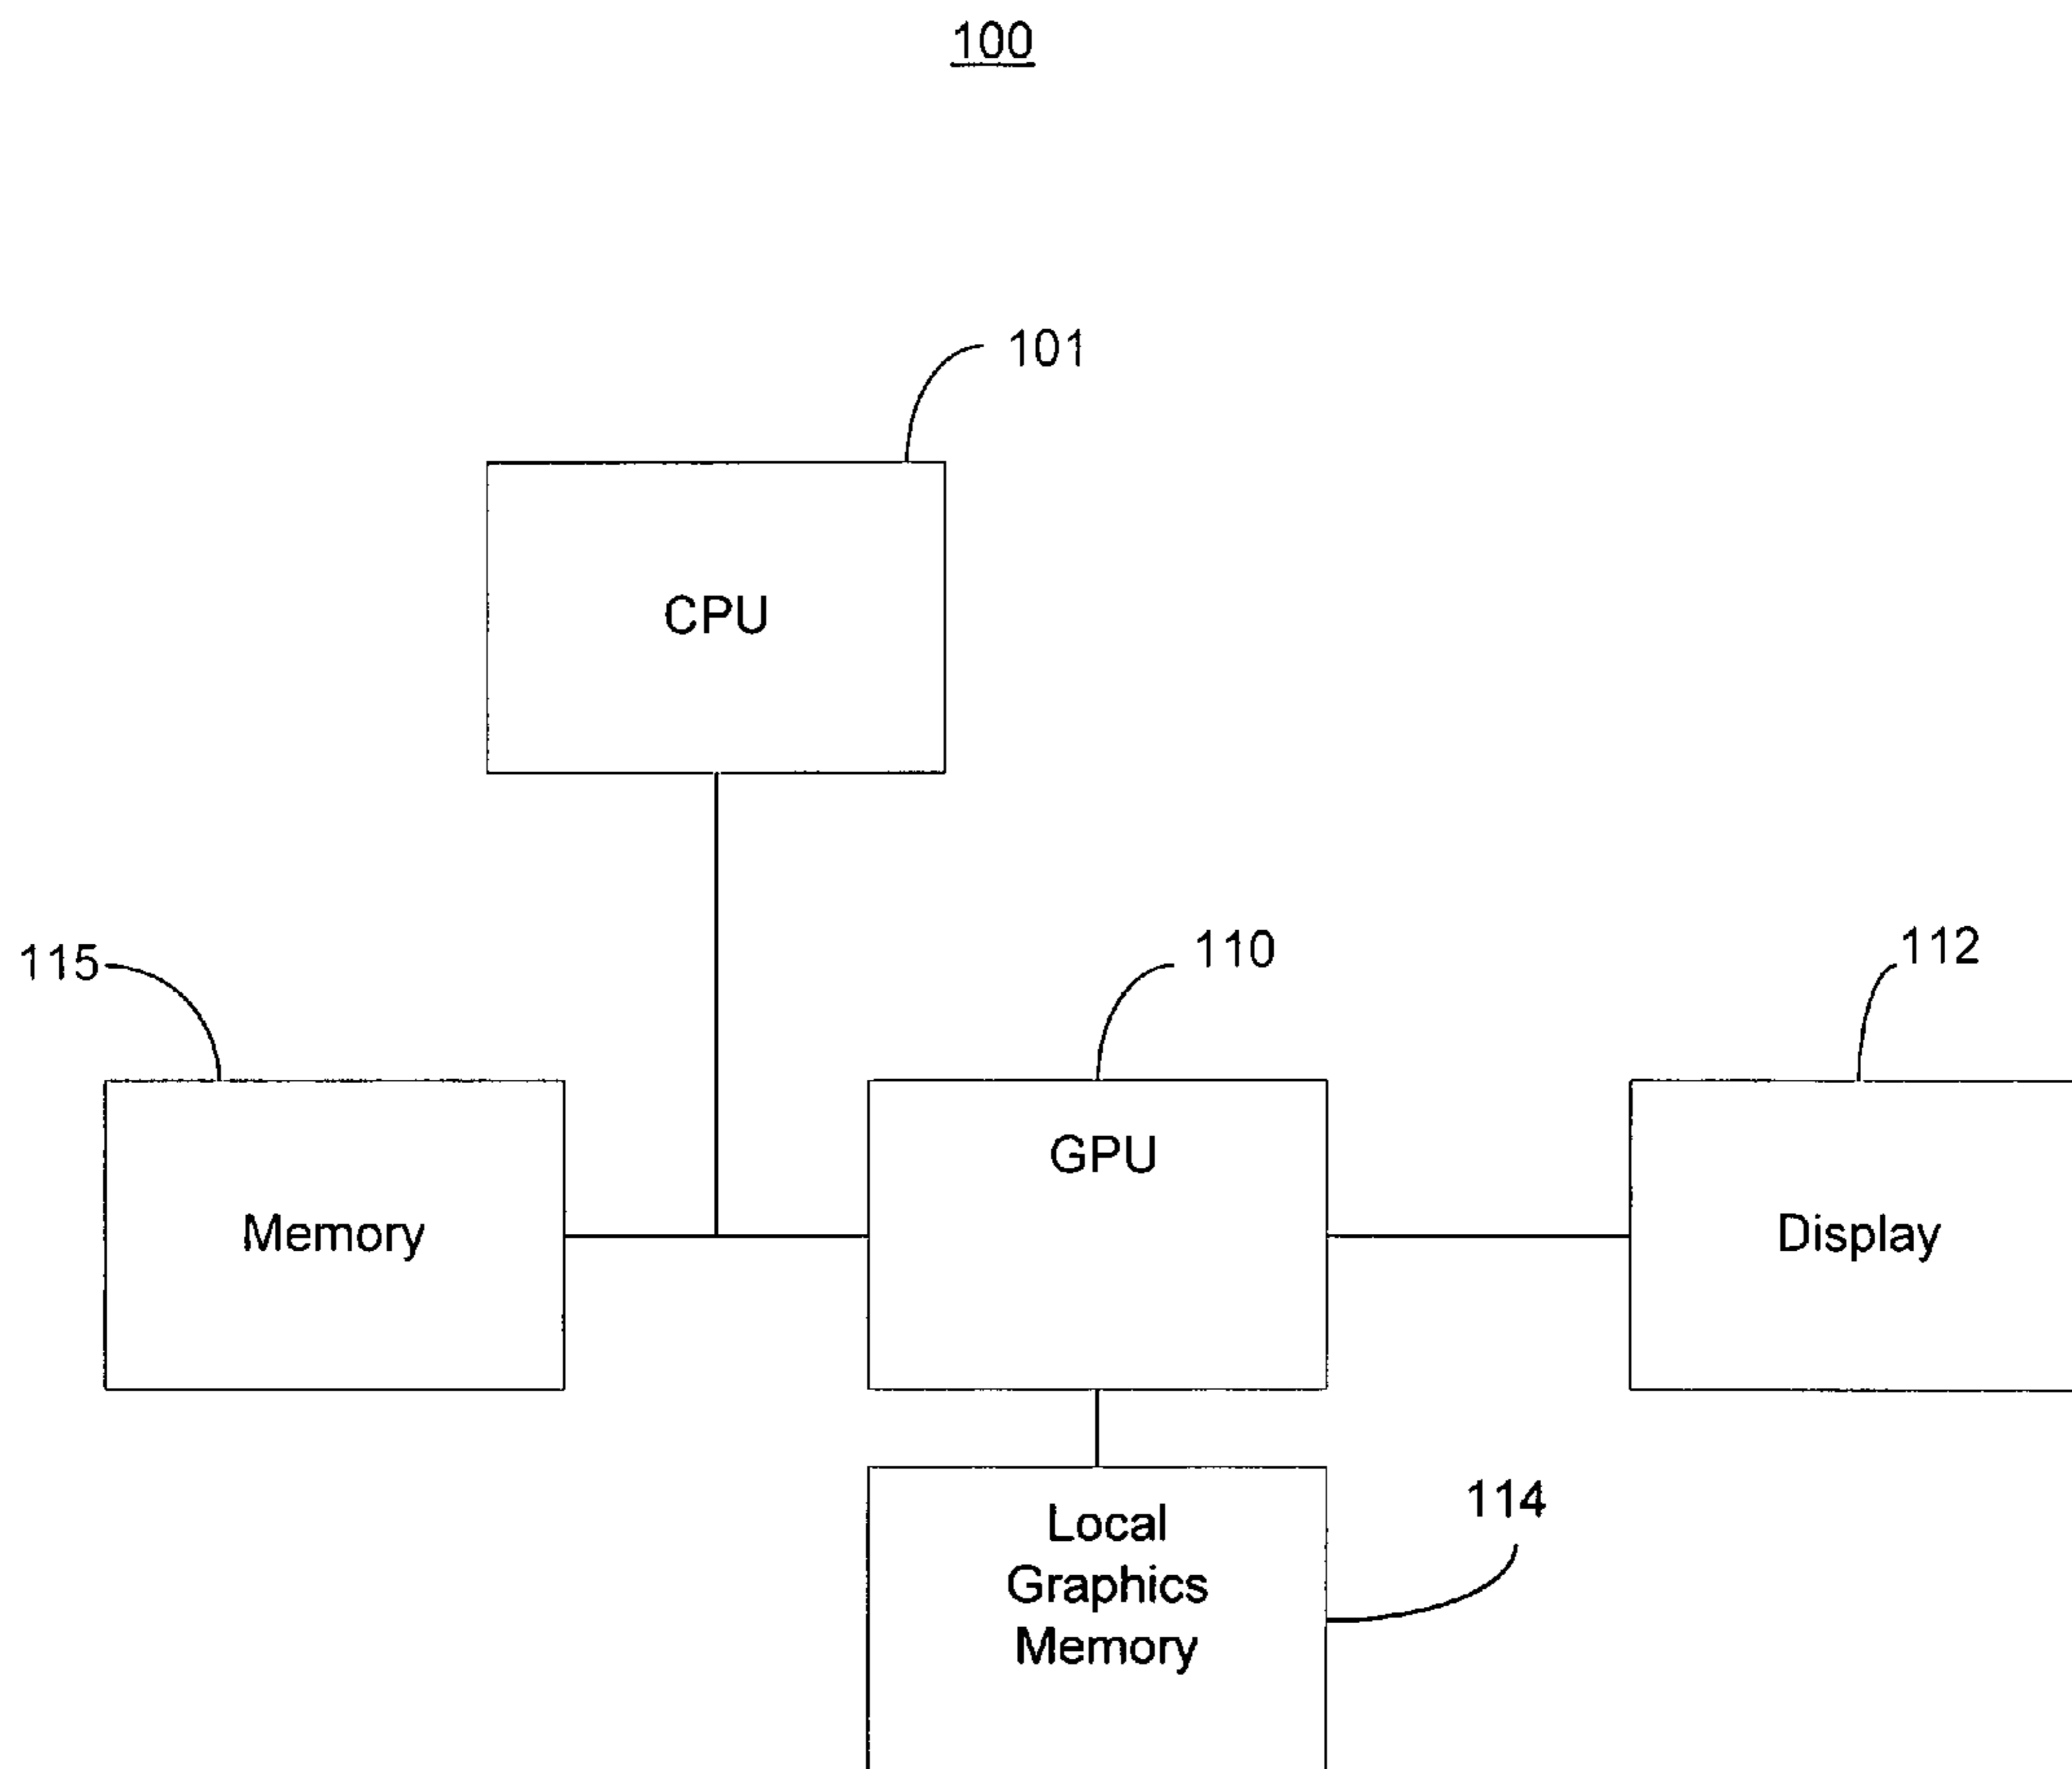 100
101
CPU
115
110
112
GPU
Memory
Display
Local
Graphics
Memory
114